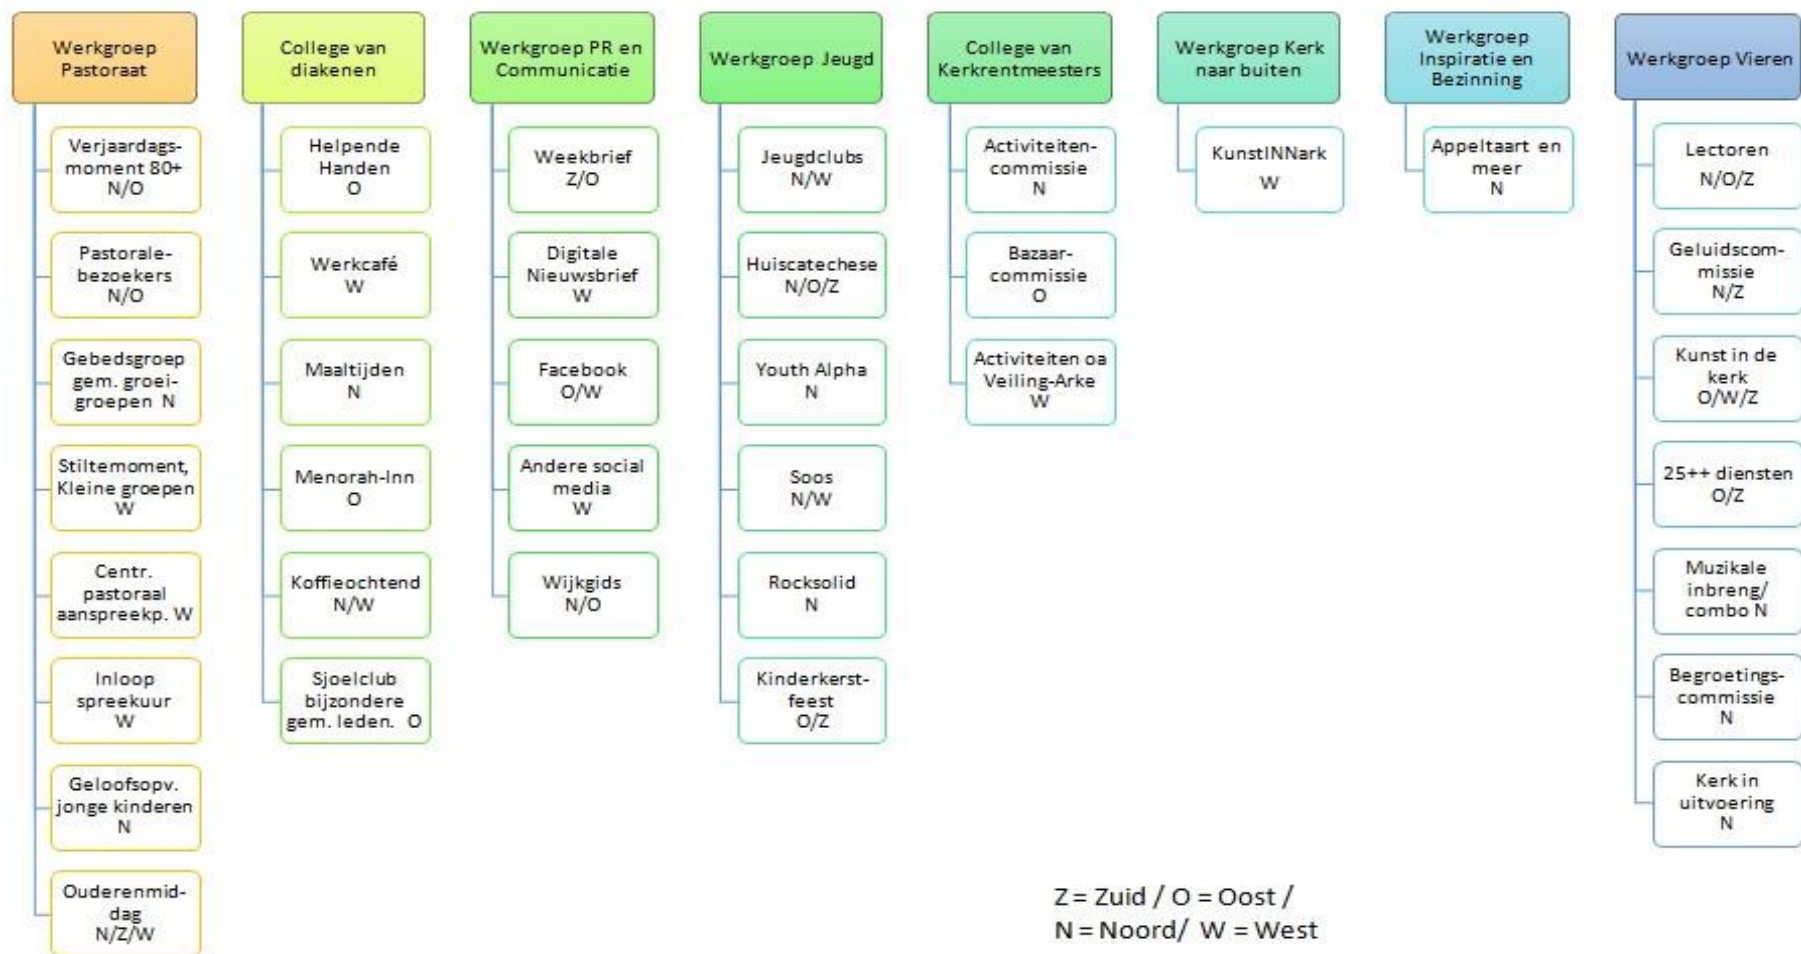 Werkgroep
Pastoraat
Verjaardags-
moment 80+
N/O
Pastorale-
bezoekers
N/O
Gebedsgroep
gem. groei-
groepen N
Stiltemoment,
Kleine groepen
W
Centr.
pastoraal
aanspreekp. W
Inloop
spreekuur
W
Geloofsopv.
jonge kinderen
N
Ouderenmid-
dag
N/Z/W
College van
diakenen
Helpende
Handen
O
Werkcafé
W
Maaltijden
N
Menorah-Inn
O
Koffieochtend
N/W
Sjoelclub
bijzondere
gem. leden. O
Werkgroep PR en
Communicatie
Weekbrief
Z/O
Digitale
Nieuwsbrief
W
Facebook
O/W
Andere social
media
W
Wijkgids
N/O
Werkgroep Jeugd
Jeugdclubs
N/W
Huiscatechese
N/O/Z
Youth Alpha
N
Soos
N/W
Rocksolid
N
Kinderkerst-
feest
O/Z
College van
Kerkrentmeesters
Activiteiten-
commissie
N
Bazaar-
commissie
O
Activiteiten oa
Veiling-Arke
W
Werkgroep Kerk
naar buiten
KunstINNark
W
Werkgroep
Inspiratie en
Bezinning
Appeltaart en
meer
N
Werkgroep Vieren
Lectoren
N/O/Z
Geluidscom-
missie
N/Z
Kunst in de
kerk
O/W/Z
25++ diensten
O/Z
Muzikale
inbreng/
combo N
Begroetings-
commissie
N
Kerk in
uitvoering
N
Z = Zuid / O = Oost /
N = Noord/ W = West